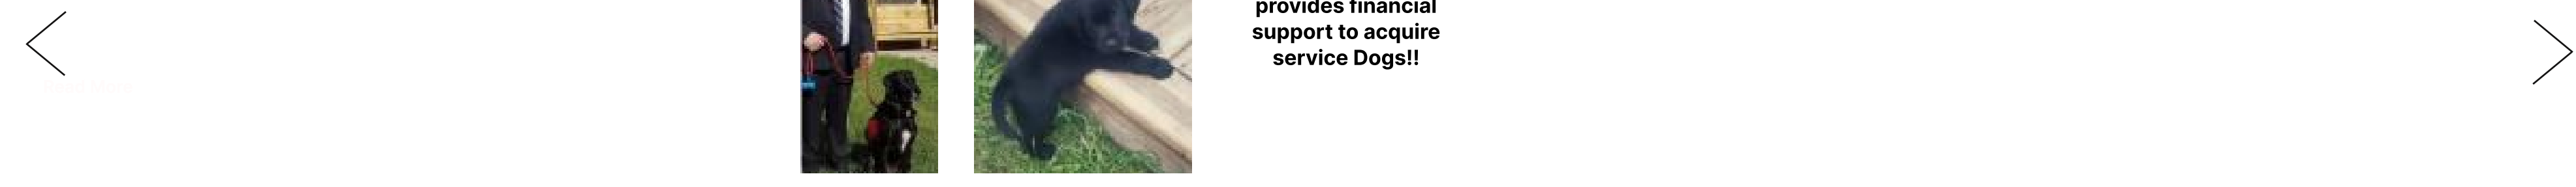 provides financial
support to acquire
service Dogs!!